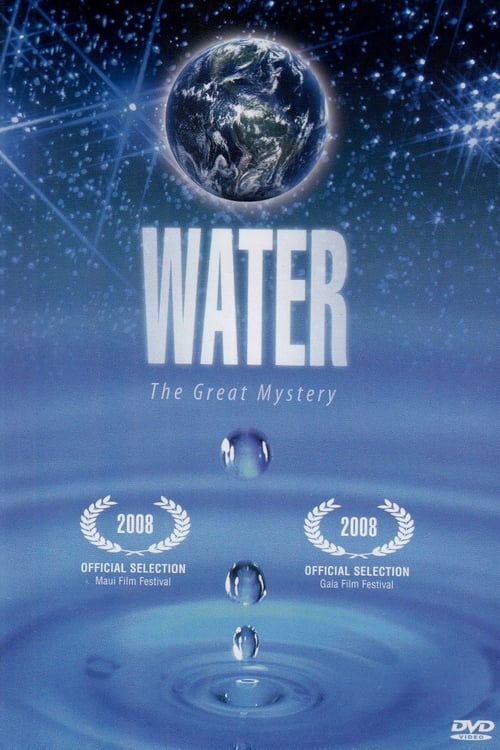 WATER
The Great Mystery
2008
OFFICIAL SELECTION
Maui Film Festival
2008
OFFICIAL SELECTION
Gaia Film Festival
DVD
VIDEO